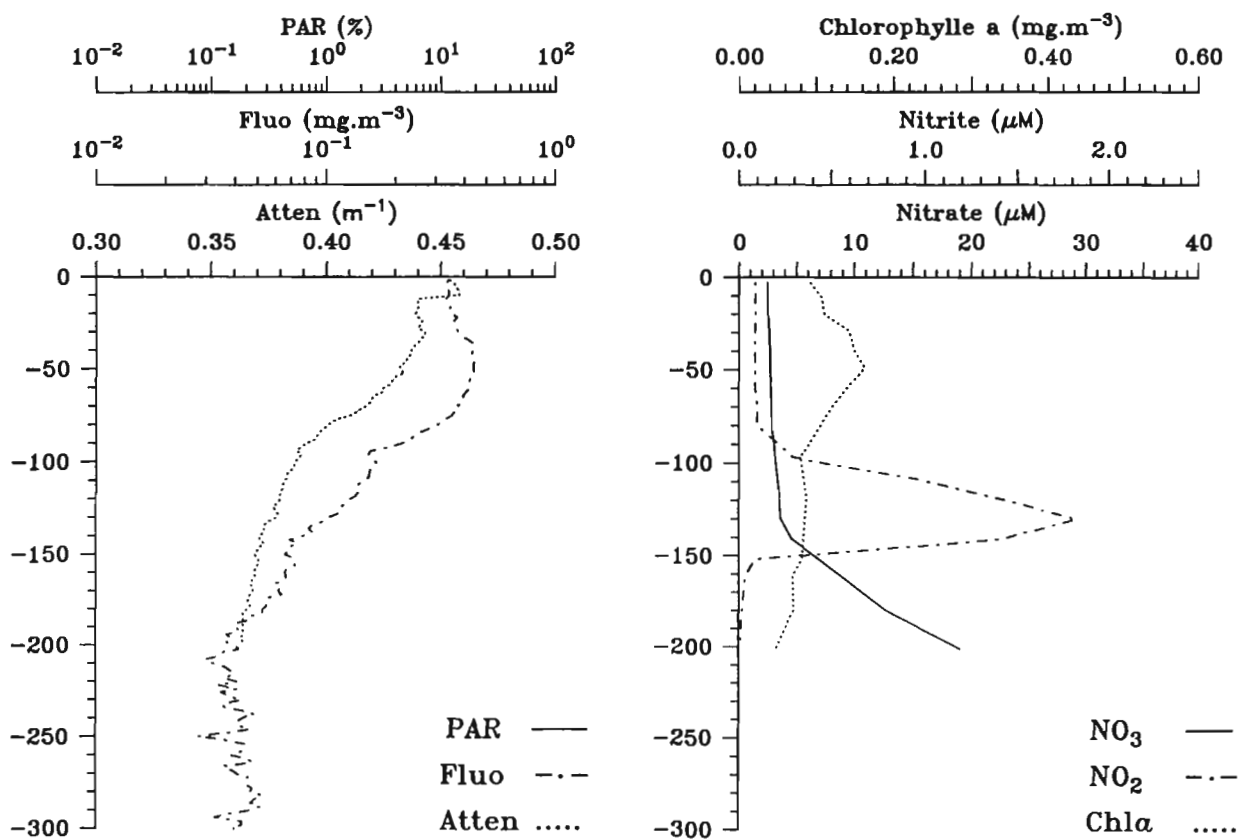 PAR (%)
10⁻² 10⁻¹ 10⁰ 10¹ 10²
Fluo (mg.m⁻³)
10⁻² 10⁻¹ 10⁰
Atten (m⁻¹)
0.30 0.35 0.40 0.45 0.50
0
−50
−100
−150
−200
−250
−300
PAR
Fluo
Atten
Chlorophylle a (mg.m⁻³)
0.00 0.20 0.40 0.60
Nitrite (μM)
0.0 1.0 2.0
Nitrate (μM)
0 10 20 30 40
0
−50
−100
−150
−200
−250
−300
NO₃
NO₂
Chlα